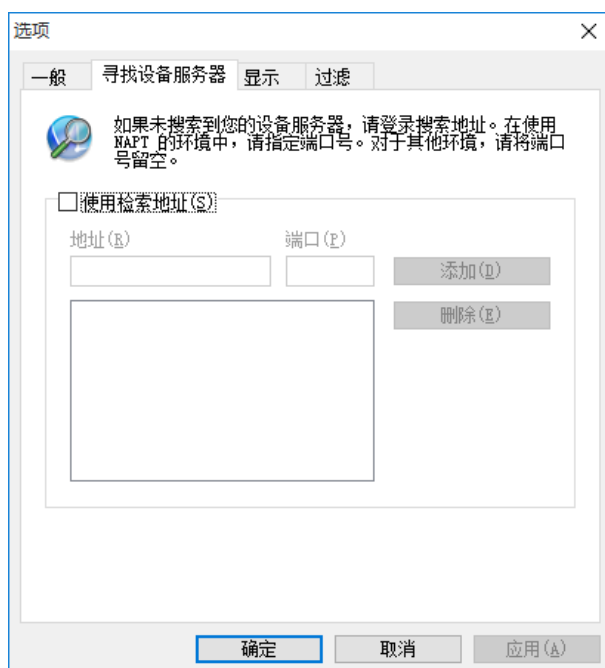 选项
一般 寻找设备服务器 显示 过滤
如果未搜索到您的设备服务器，请登录搜索地址。在使用
NAPT 的环境中，请指定端口号。对于其他环境，请将端口
号留空。
使用检索地址(S)
地址(R) 端口(P)
添加(D)
删除(E)
确定 取消 应用(A)